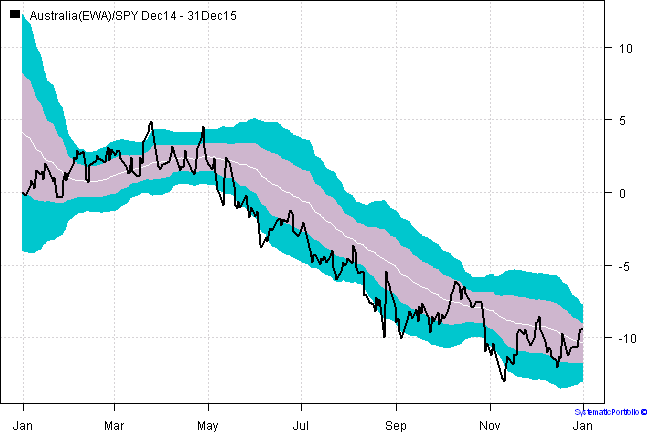 Australia(EWA)/SPY Dec14 - 31Dec15
10
5
0
-5
-10
Jan Mar May Jul Sep Nov Jan
SystematicPortfolio ©